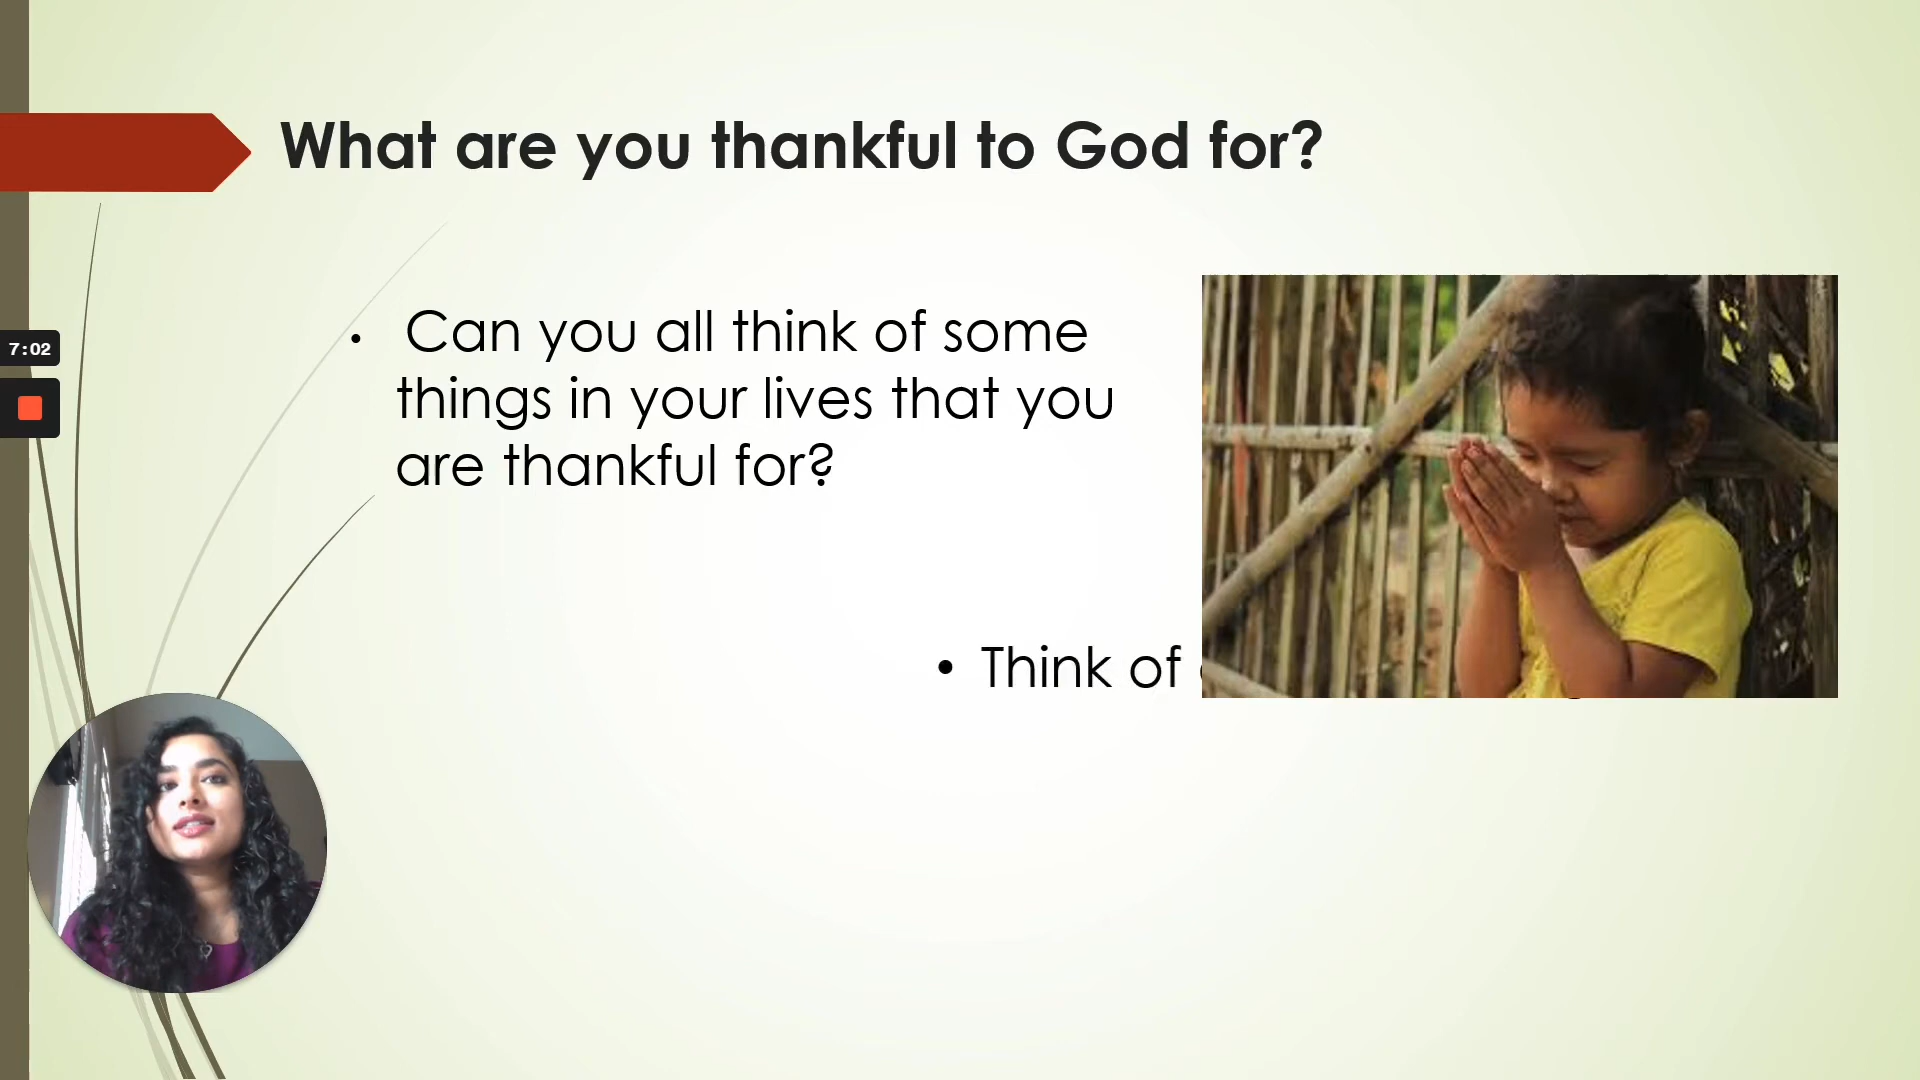 What are you thankful to God for?
• Can you all think of some
things in your lives that you
are thankful for?
7:02
• Think of